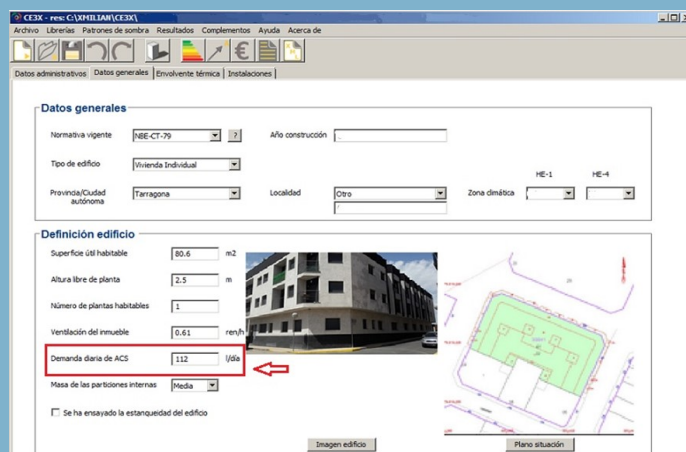 CE3X - res: C:\XMILIAN\CE3X\
Archivo Librerías Patrones de sombra Resultados Complementos Ayuda Acerca de
Datos administrativos Datos generales Envolvente térmica Instalaciones
Datos generales
Normativa vigente NBE-CT-79 ? Año construcción
HE-1 HE-4
Tipo de edificio Vivienda Individual
Provincia/Ciudad autónoma Tarragona Localidad Otro Zona climática
Definición edificio
Superficie útil habitable 80.6 m2
Altura libre de planta 2.5 m
Número de plantas habitables 1
Ventilación del inmueble 0.61 ren/h
Demanda diaria de ACS 112 l/día
Masa de las particiones internas Media
Se ha ensayado la estanqueidad del edificio
Imagen edificio Plano situación